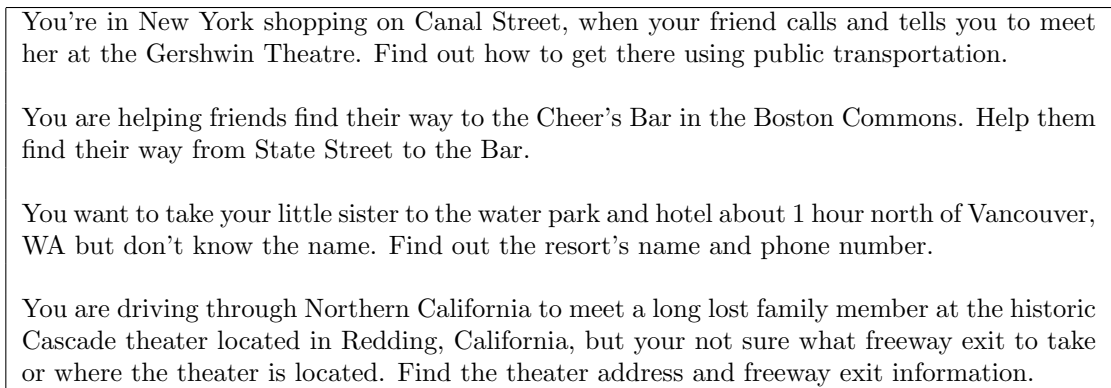 You're in New York shopping on Canal Street, when your friend calls and tells you to meet
her at the Gershwin Theatre. Find out how to get there using public transportation.
You are helping friends find their way to the Cheer's Bar in the Boston Commons. Help them
find their way from State Street to the Bar.
You want to take your little sister to the water park and hotel about 1 hour north of Vancouver,
WA but don't know the name. Find out the resort's name and phone number.
You are driving through Northern California to meet a long lost family member at the historic
Cascade theater located in Redding, California, but your not sure what freeway exit to take
or where the theater is located. Find the theater address and freeway exit information.